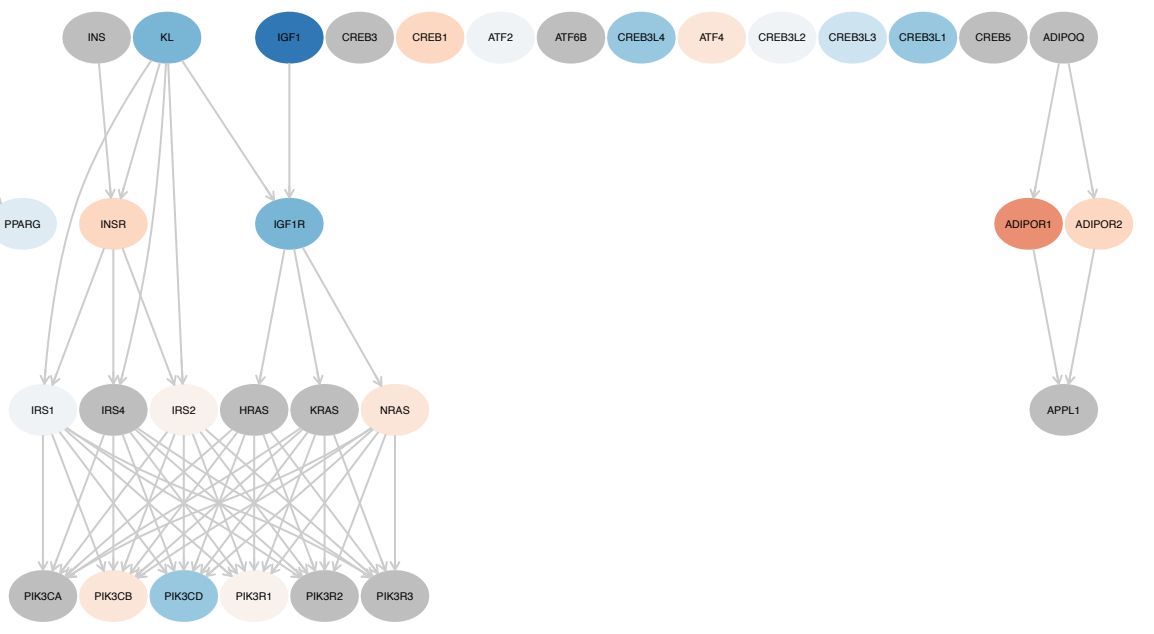 INS KL IGF1 CREB3 CREB1 ATF2 ATF6B CREB3L4 ATF4 CREB3L2 CREB3L3 CREB3L1 CREB5 ADIPOQ
PPARG INSR IGF1R ADIPOR1 ADIPOR2
IRS1 IRS4 IRS2 HRAS KRAS NRAS APPL1
PIK3CA PIK3CB PIK3CD PIK3R1 PIK3R2 PIK3R3